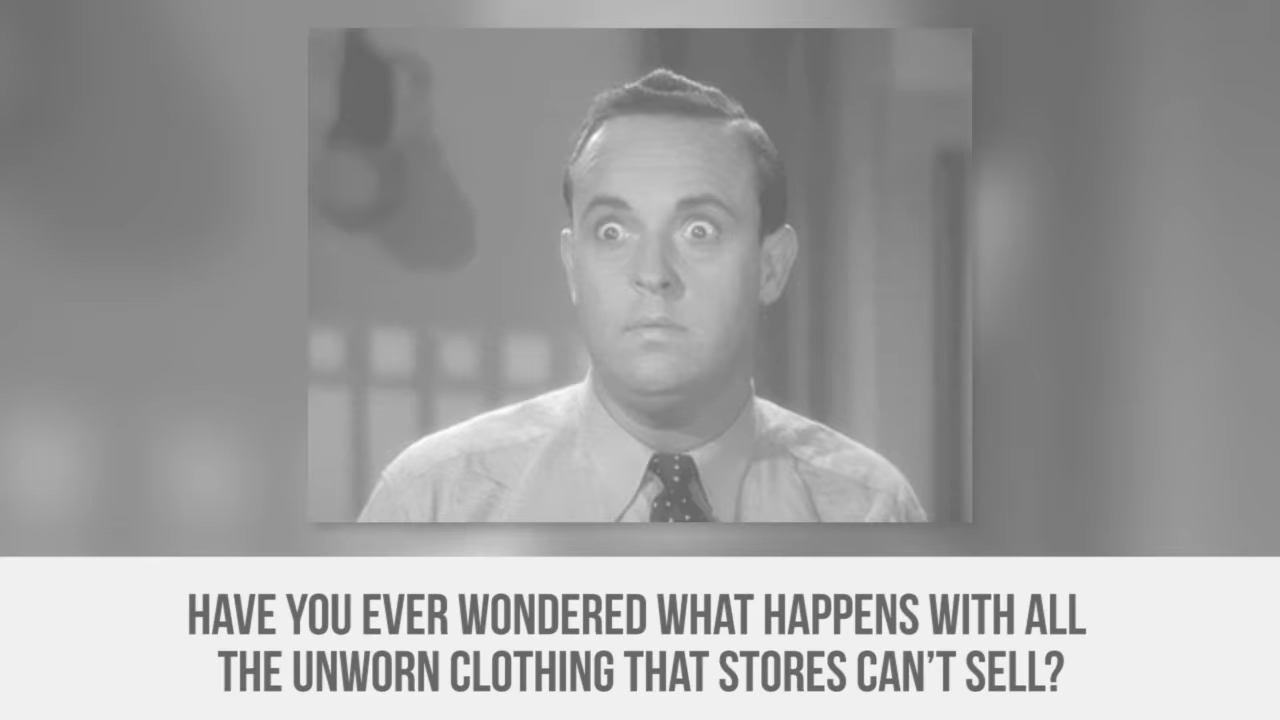 HAVE YOU EVER WONDERED WHAT HAPPENS WITH ALL
THE UNWORN CLOTHING THAT STORES CAN'T SELL?